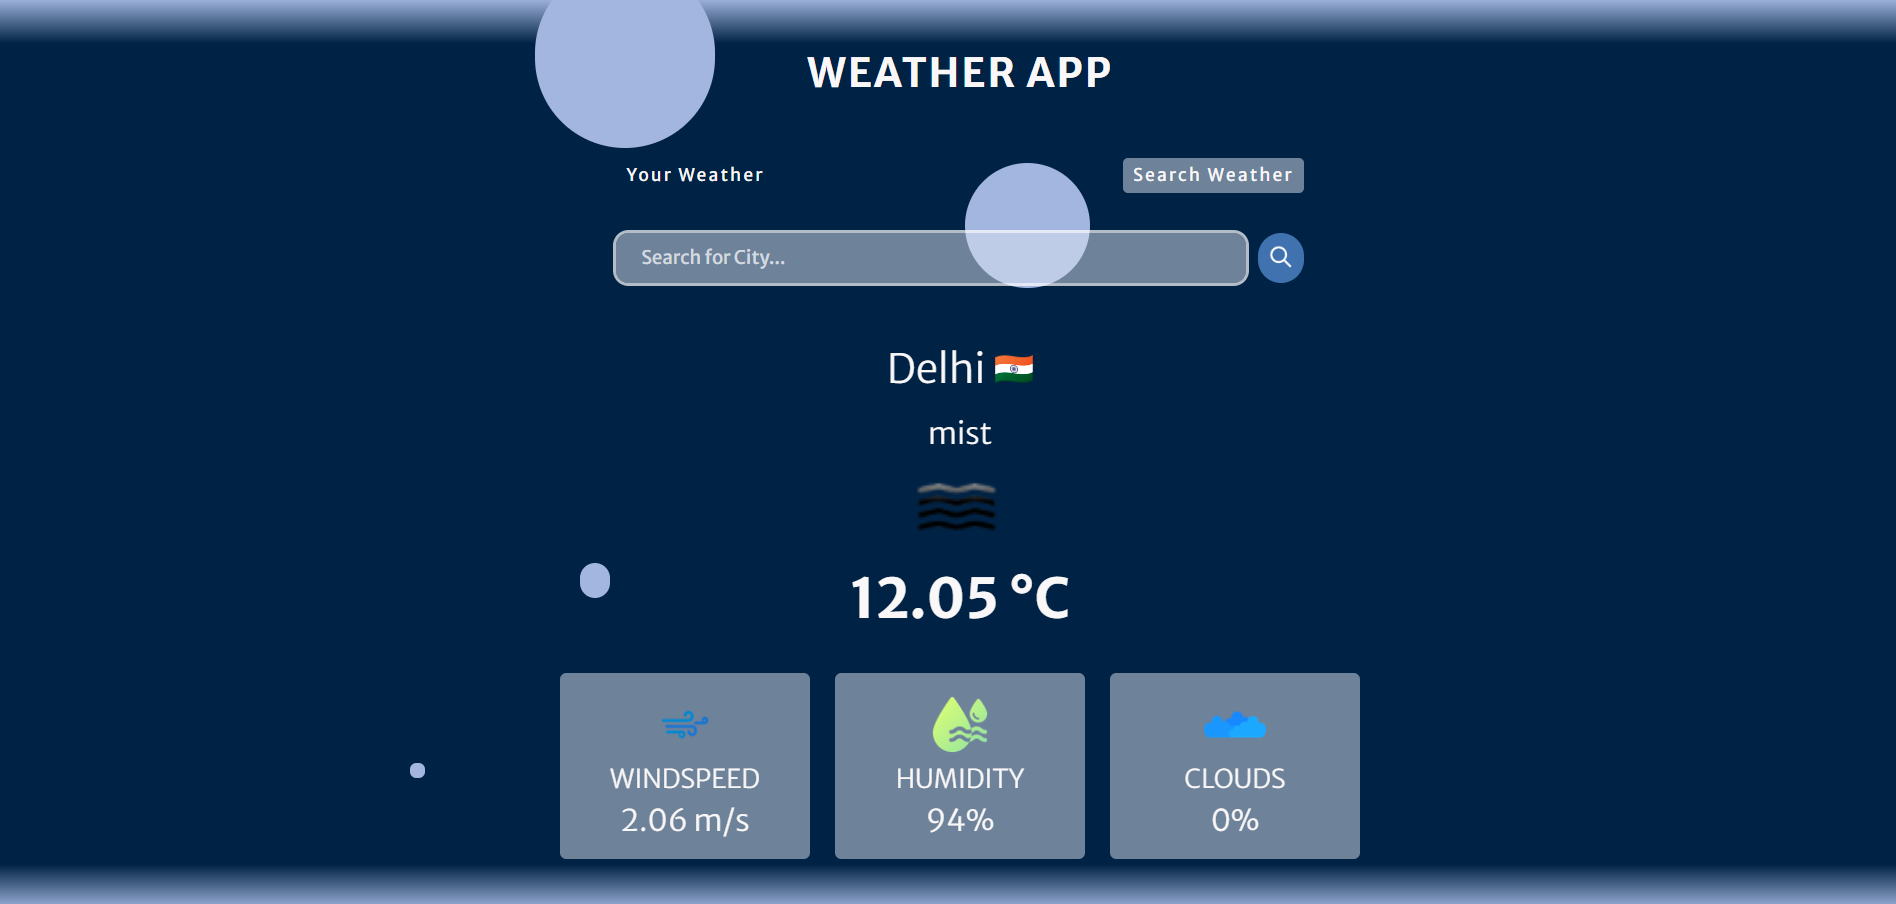 WEATHER APP
Your Weather
Search Weather
Search for City...
Delhi
mist
12.05 °C
WINDSPEED
2.06 m/s
HUMIDITY
94%
CLOUDS
0%